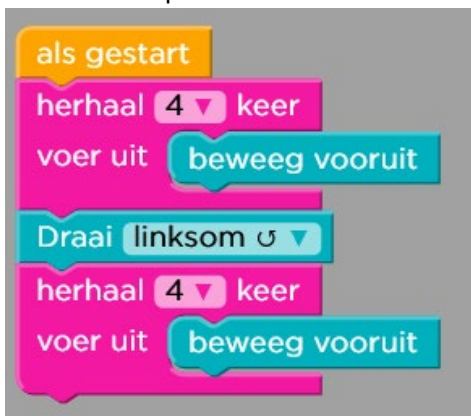 als gestart
herhaal 4 ▼ keer
voer uit beweeg vooruit
Draai linksom ↺ ▼
herhaal 4 ▼ keer
voer uit beweeg vooruit